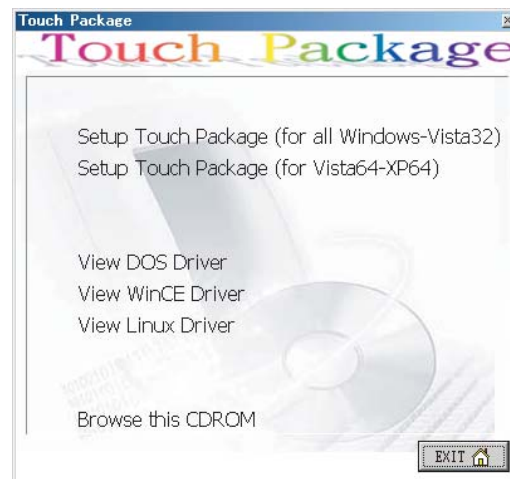 Touch Package
Touch Package
Setup Touch Package (for all Windows-Vista32)
Setup Touch Package (for Vista64-XP64)
View DOS Driver
View WinCE Driver
View Linux Driver
Browse this CDROM
EXIT